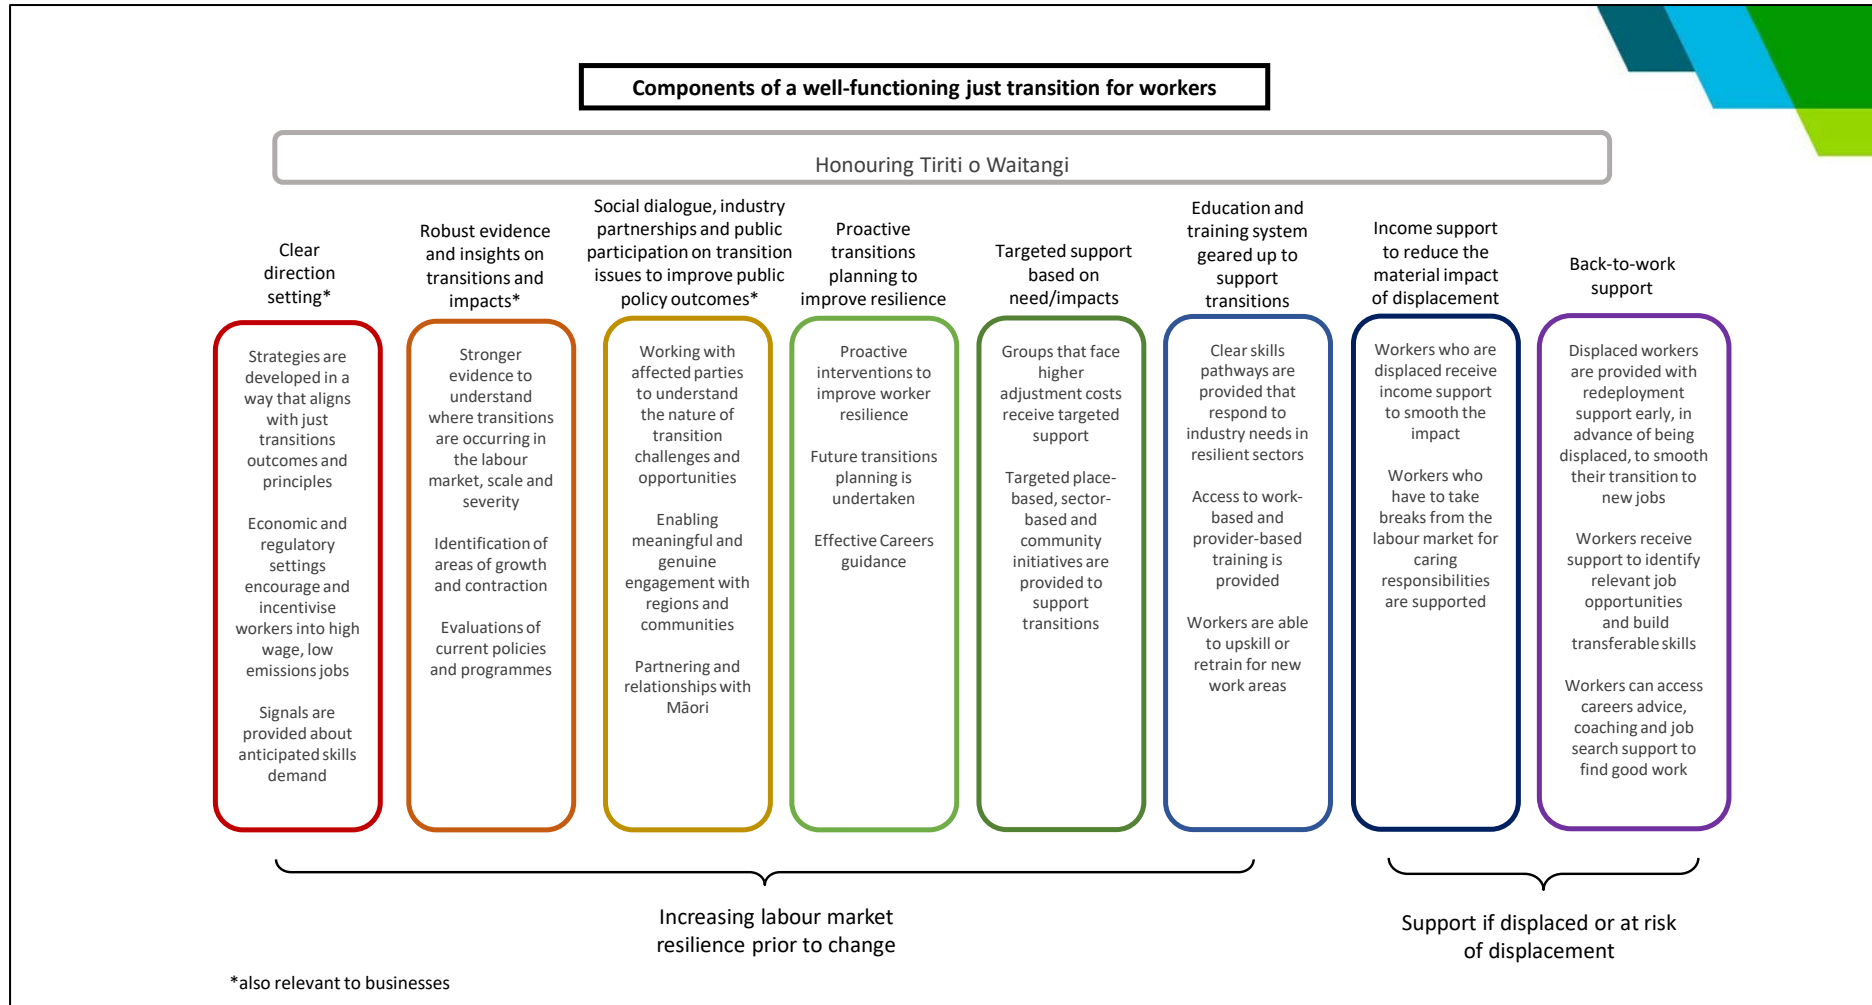 Components of a well-functioning just transition for workers
Honouring Tiriti o Waitangi
Clear
direction
setting*
Strategies are
developed in a
way that aligns
with just
transitions
outcomes and
principles
Economic and
regulatory
settings
encourage and
incentivise
workers into high
wage, low
emissions jobs
Signals are
provided about
anticipated skills
demand
Robust evidence
and insights on
transitions and
impacts*
Stronger
evidence to
understand
where transitions
are occurring in
the labour
market, scale and
severity
Identification of
areas of growth
and contraction
Evaluations of
current policies
and programmes
Social dialogue, industry
partnerships and public
participation on transition
issues to improve public
policy outcomes*
Working with
affected parties
to understand
the nature of
transition
challenges and
opportunities
Enabling
meaningful and
genuine
engagement with
regions and
communities
Partnering and
relationships with
Māori
Proactive
transitions
planning to
improve resilience
Proactive
interventions to
improve worker
resilience
Future transitions
planning is
undertaken
Effective Careers
guidance
Targeted support
based on
need/impacts
Groups that face
higher
adjustment costs
receive targeted
support
Targeted place-
based, sector-
based and
community
initiatives are
provided to
support
transitions
Education and
training system
geared up to
support
transitions
Clear skills
pathways are
provided that
respond to
industry needs in
resilient sectors
Access to work-
based and
provider-based
training is
provided
Workers are able
to upskill or
retrain for new
work areas
Income support
to reduce the
material impact
of displacement
Workers who are
displaced receive
income support
to smooth the
impact
Workers who
have to take
breaks from the
labour market for
caring
responsibilities
are supported
Back-to-work
support
Displaced workers
are provided with
redeployment
support early, in
advance of being
displaced, to smooth
their transition to
new jobs
Workers receive
support to identify
relevant job
opportunities
and build
transferable skills
Workers can access
careers advice,
coaching and job
search support to
find good work
Increasing labour market
resilience prior to change
Support if displaced or at risk
of displacement
*also relevant to businesses